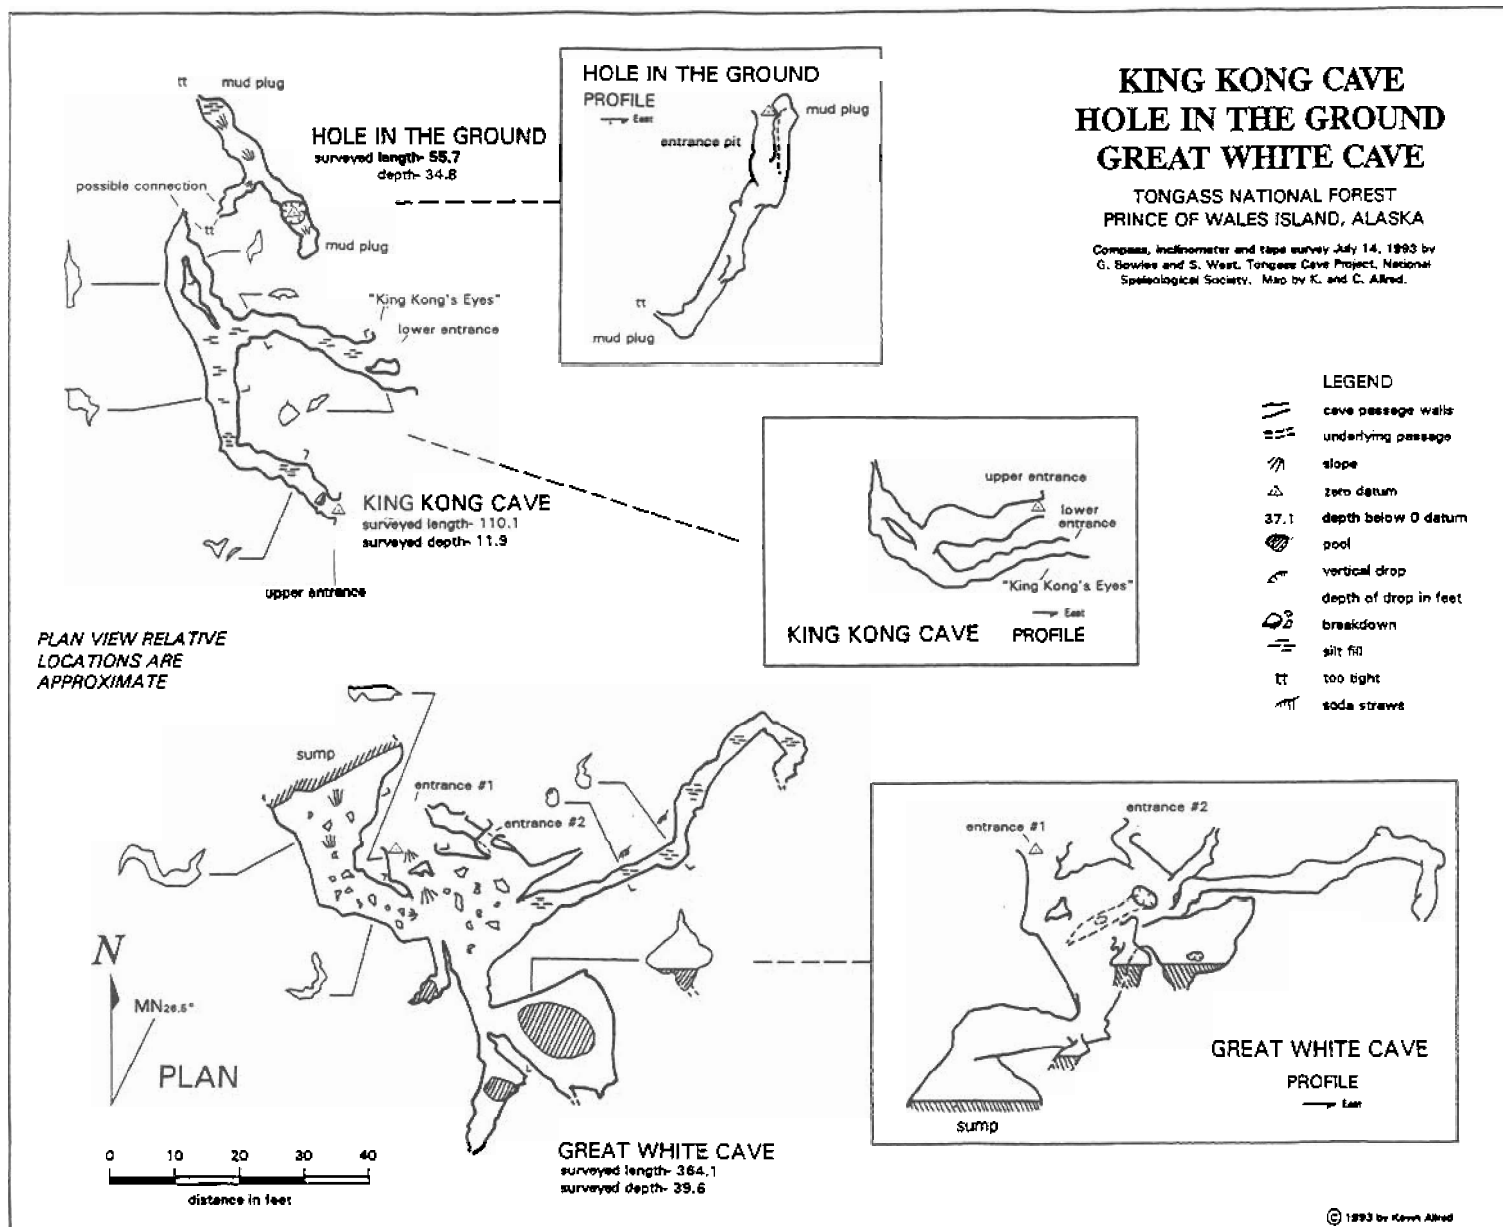 KING KONG CAVE
HOLE IN THE GROUND
GREAT WHITE CAVE
TONGASS NATIONAL FOREST
PRINCE OF WALES ISLAND, ALASKA
Compass, inclinometer and tape survey July 14, 1993 by
G. Bowles and S. West, Tongass Cave Project, National
Speleological Society. Map by K. and C. Allred.
tt
mud plug
HOLE IN THE GROUND
surveyed length- 55.7
depth- 34.8
possible connection
tt
mud plug
"King Kong's Eyes"
lower entrance
KING KONG CAVE
surveyed length- 110.1
surveyed depth- 11.9
upper entrance
HOLE IN THE GROUND
PROFILE
East
mud plug
entrance pit
tt
mud plug
upper entrance
lower
entrance
"King Kong's Eyes"
East
KING KONG CAVE PROFILE
LEGEND
cave passage walls
underlying passage
slope
zero datum
37.1 depth below 0 datum
pool
vertical drop
depth of drop in feet
breakdown
silt fill
tt too tight
soda straws
PLAN VIEW RELATIVE
LOCATIONS ARE
APPROXIMATE
sump
entrance #1
entrance #2
N
MN26.5°
PLAN
0 10 20 30 40
distance in feet
GREAT WHITE CAVE
surveyed length- 364.1
surveyed depth- 39.6
entrance #2
entrance #1
GREAT WHITE CAVE
PROFILE
East
sump
© 1993 by Kevin Allred